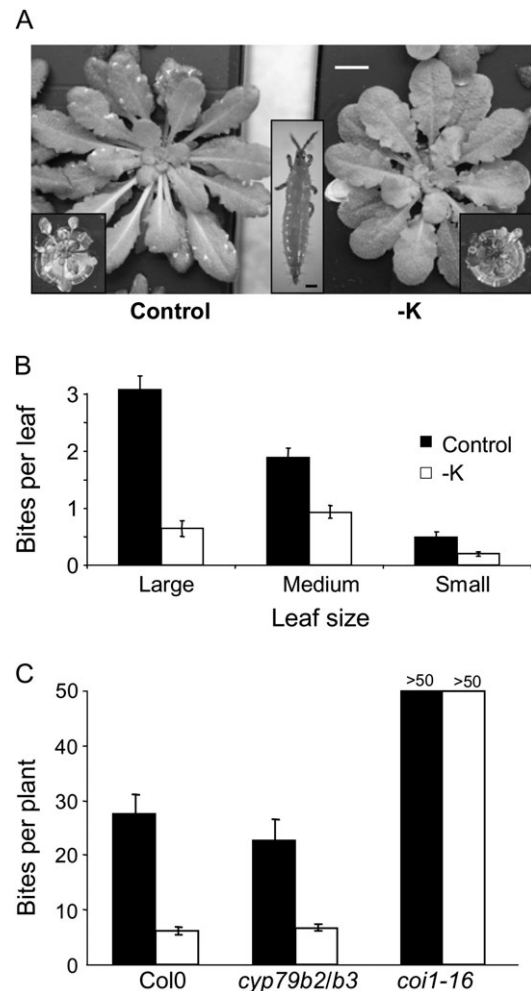 A
Control
-K
B
Bites per leaf
3
2
1
0
Control
-K
Large
Medium
Small
Leaf size
C
Bites per plant
50
40
30
20
10
0
>50
>50
Col0
cyp79b2/b3
coi1-16